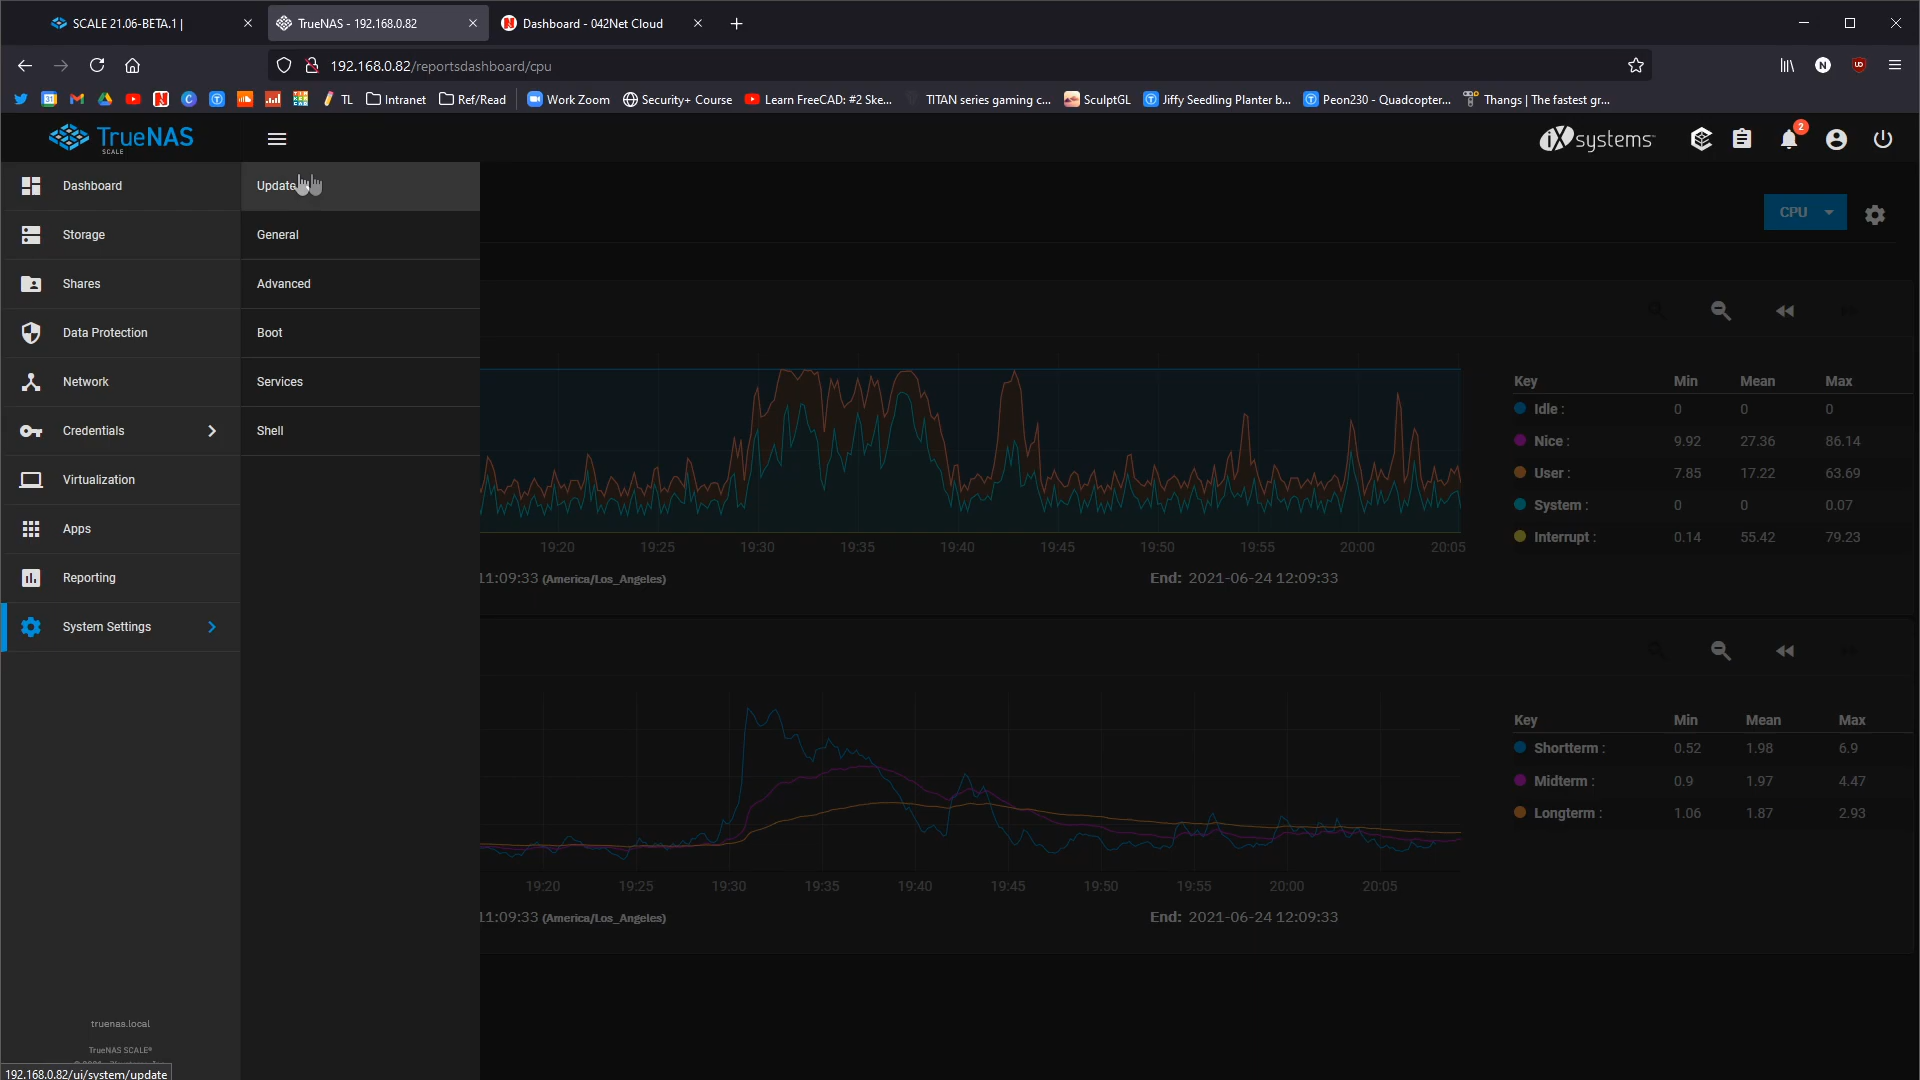 SCALE 21.06-BETA.1 |
TrueNAS - 192.168.0.82
Dashboard - 042Net Cloud
192.168.0.82/reportsdashboard/cpu
TL
Intranet
Ref/Read
Work Zoom
Security+ Course
Learn FreeCAD: #2 Ske...
TITAN series gaming c...
SculptGL
Jiffy Seedling Planter b...
Peon230 - Quadcopter...
Thangs | The fastest gr...
TrueNAS
SCALE
iXsystems
2
Dashboard
Storage
Shares
Data Protection
Network
Credentials
Virtualization
Apps
Reporting
System Settings
Update
General
Advanced
Boot
Services
Shell
CPU
Key Min Mean Max
Idle : 0 0 0
Nice : 9.92 27.36 86.14
User : 7.85 17.22 63.69
System : 0 0 0.07
Interrupt : 0.14 55.42 79.23
19:20 19:25 19:30 19:35 19:40 19:45 19:50 19:55 20:00 20:05
11:09:33 (America/Los_Angeles)
End: 2021-06-24 12:09:33
Key Min Mean Max
Shortterm : 0.52 1.98 6.9
Midterm : 0.9 1.97 4.47
Longterm : 1.06 1.87 2.93
19:20 19:25 19:30 19:35 19:40 19:45 19:50 19:55 20:00 20:05
11:09:33 (America/Los_Angeles)
End: 2021-06-24 12:09:33
truenas.local
TrueNAS SCALE®
192.168.0.82/ui/system/update